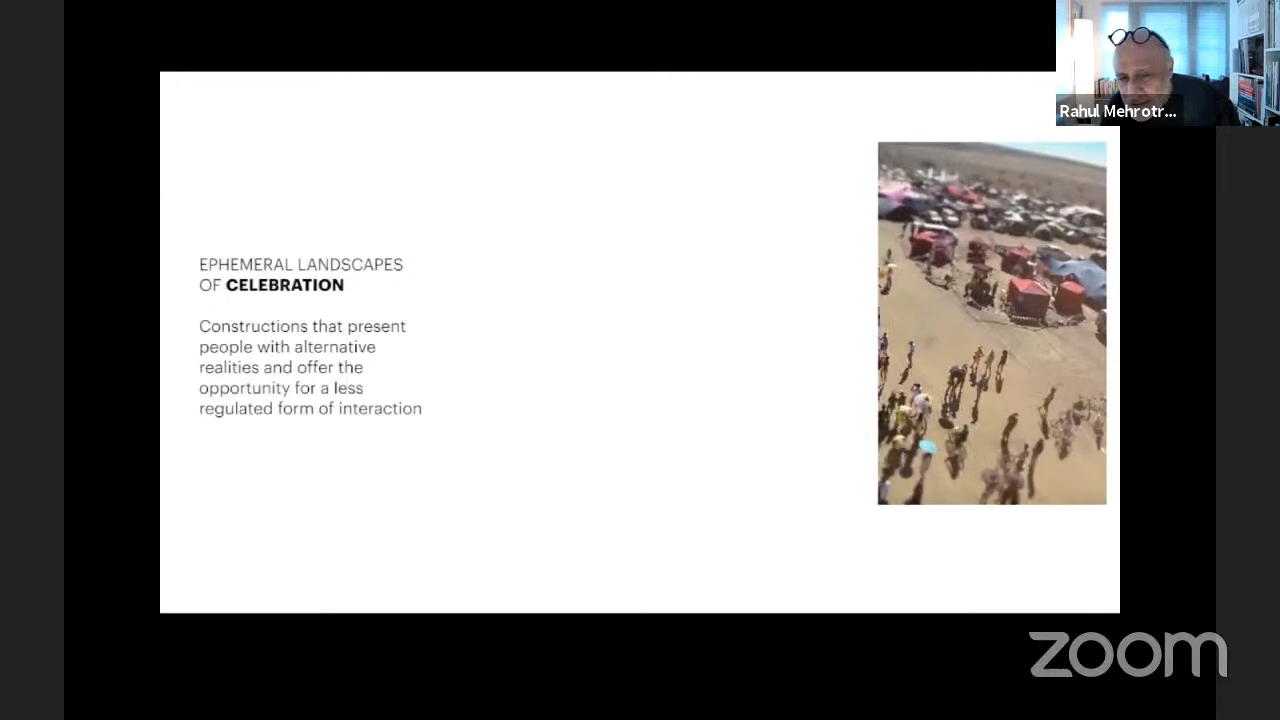 Rahul Mehrotr...
EPHEMERAL LANDSCAPES
OF CELEBRATION
Constructions that present
people with alternative
realities and offer the
opportunity for a less
regulated form of interaction
zoom